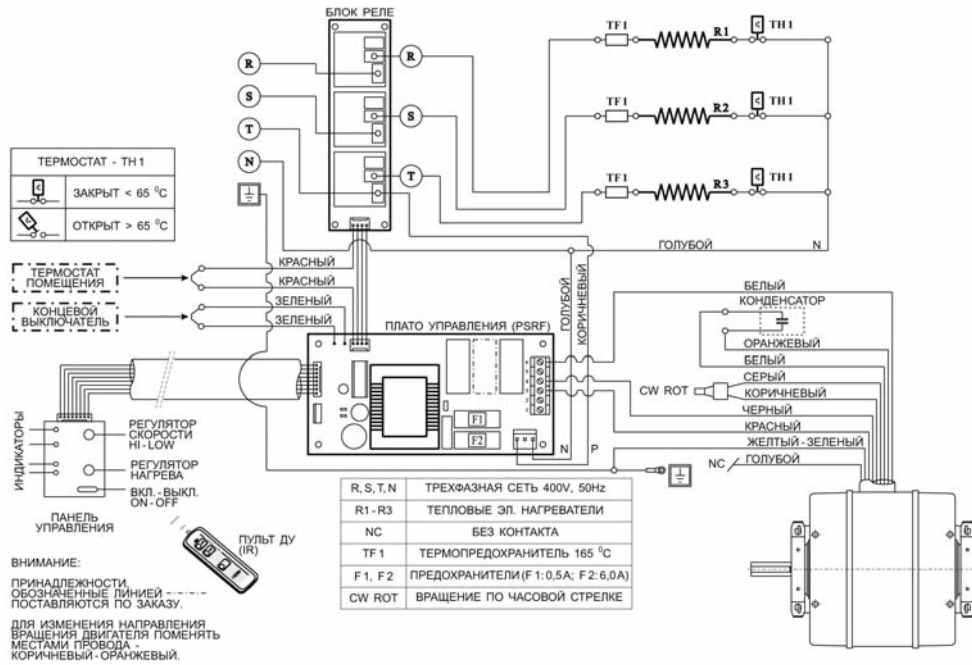 БЛОК РЕЛЕ
R
S
T
N
R
S
T
TF1
R1
TH1
TF1
R2
TH1
TF1
R3
TH1
ТЕРМОСТАТ - TH1
ЗАКРЫТ < 65 °C
ОТКРЫТ > 65 °C
ГОЛУБОЙ
N
ТЕРМОСТАТ
ПОМЕЩЕНИЯ
КОНЦЕВОЙ
ВЫКЛЮЧАТЕЛЬ
КРАСНЫЙ
КРАСНЫЙ
ЗЕЛЕНЫЙ
ЗЕЛЕНЫЙ
ГОЛУБОЙ
КОРИЧНЕВЫЙ
ПЛАТО УПРАВЛЕНИЯ (PSRF)
F1
F2
N
P
БЕЛЫЙ
КОНДЕНСАТОР
ОРАНЖЕВЫЙ
БЕЛЫЙ
CW ROT
СЕРЫЙ
КОРИЧНЕВЫЙ
ЧЕРНЫЙ
КРАСНЫЙ
ЖЕЛТЫЙ-ЗЕЛЕНЫЙ
NC
ГОЛУБОЙ
ИНДИКАТОРЫ
РЕГУЛЯТОР
СКОРОСТИ
HI-LOW
РЕГУЛЯТОР
НАГРЕВА
ВКЛ.-ВЫКЛ.
ON-OFF
ПАНЕЛЬ
УПРАВЛЕНИЯ
ПУЛЬТ ДУ
(IR)
R, S, T, N ТРЕХФАЗНАЯ СЕТЬ 400V, 50Hz
R1-R3 ТЕПЛОВЫЕ ЭЛ. НАГРЕВАТЕЛИ
NC БЕЗ КОНТАКТА
TF1 ТЕРМОПРЕДОХРАНИТЕЛЬ 165 °C
F1, F2 ПРЕДОХРАНИТЕЛИ (F1:0,5A; F2:6,0A)
CW ROT ВРАЩЕНИЕ ПО ЧАСОВОЙ СТРЕЛКЕ
ВНИМАНИЕ:
ПРИНАДЛЕЖНОСТИ,
ОБОЗНАЧЕННЫЕ ЛИНИЕЙ
ПОСТАВЛЯЮТСЯ ПО ЗАКАЗУ.
ДЛЯ ИЗМЕНЕНИЯ НАПРАВЛЕНИЯ
ВРАЩЕНИЯ ДВИГАТЕЛЯ ПОМЕНЯТЬ
МЕСТАМИ ПРОВОДА -
КОРИЧНЕВЫЙ-ОРАНЖЕВЫЙ.